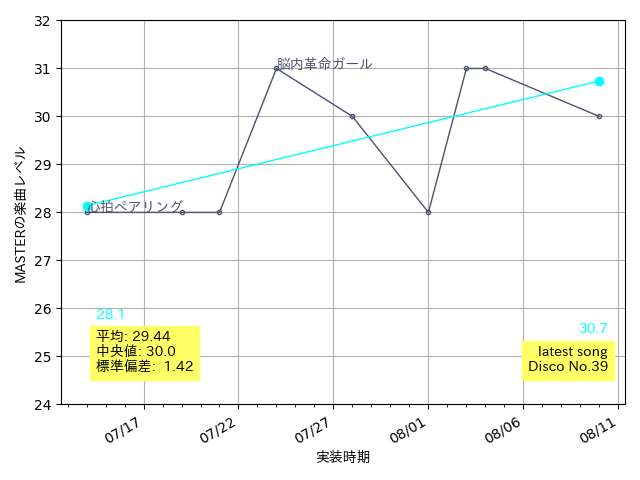 32
31
30
29
28
27
26
25
24
MASTERの楽曲レベル
脳内革命ガール
心拍ペアリング
28.1
平均: 29.44
中央値: 30.0
標準偏差: 1.42
30.7
latest song
Disco No.39
07/17
07/22
07/27
08/01
08/06
08/11
実装時期